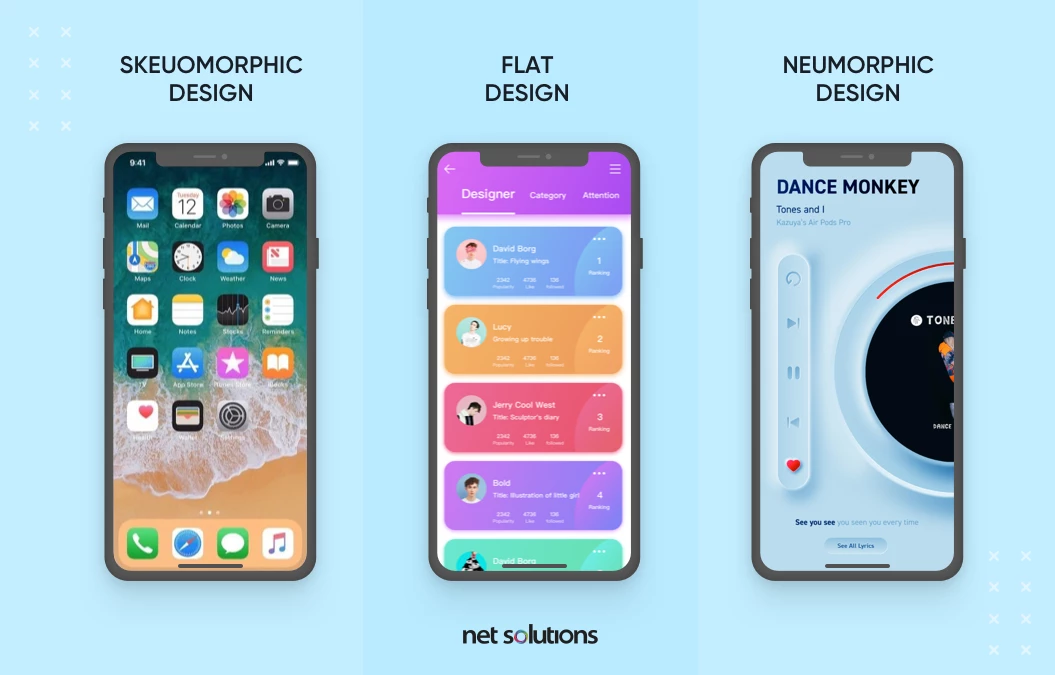 SKEUOMORPHIC
DESIGN
FLAT
DESIGN
NEUMORPHIC
DESIGN
9:41
Tuesday
12
Mail
Calendar
Photos
Camera
Maps
Clock
Weather
News
Home
Notes
Stocks
Reminders
TV
App Store
iTunes Store
iBooks
Health
Wallet
Settings
Designer
Category
Attention
David Borg
Title: Flying wings
2342
4736
136
Popularity
Like
followed
1
Ranking
Lucy
Growing up trouble
2342
4736
136
Popularity
Like
followed
2
Ranking
Jerry Cool West
Title: Sculptor's diary
2342
4736
136
Popularity
Like
followed
3
Ranking
Bold
Title: Illustration of little girl
2342
4736
136
Popularity
Like
followed
4
Ranking
David Borg
DANCE MONKEY
Tones and I
Kazuya's Air Pods Pro
TONE
DANCE
See you see you seen you every time
See All Lyrics
net solutions